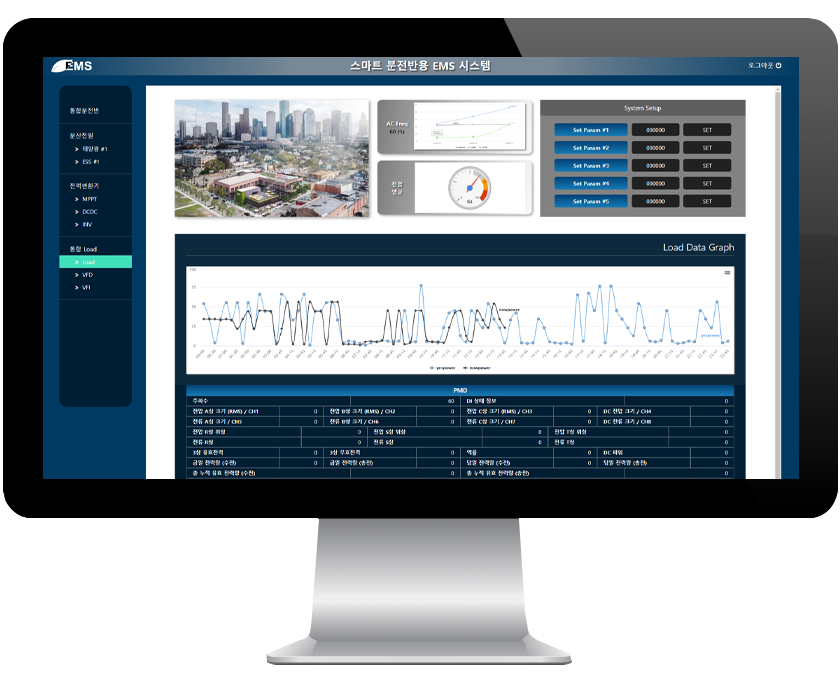 EMS
스마트 분전반용 EMS 시스템
로그아웃
통합분전반
분산전원
> 태양광 #1
> ESS #1
전력변환기
> MPPT
> DCDC
> INV
통합 Load
> Load
> VFD
> VFI
AC Freq
60 Hz
전압
평균
64
System Setup
Set Param #1 000000 SET
Set Param #2 000000 SET
Set Param #3 000000 SET
Set Param #4 000000 SET
Set Param #5 000000 SET
Load Data Graph
100
75
50
25
0
nowpower
yespower
yespower nowpower
PMD
주파수 60 DI 상태 정보 0
전압 A상 크기 (RMS) / CH1 0 전압 B상 크기 (RMS) / CH2 0 전압 C상 크기 (RMS) / CH3 0 DC 전압 크기 / CH4 0
전류 A상 크기 / CH5 0 전류 B상 크기 / CH6 0 전류 C상 크기 / CH7 0 DC 전류 크기 / CH8 0
전압 R상 위상 0 전압 S상 위상 0 전압 T상 위상 0
전류 R상 0 전류 S상 0 전류 T상 0
3상 유효전력 0 3상 무효전력 0 역률 0 DC 파워 0
금일 전력량 (수전) 0 금일 전력량 (송전) 0 당월 전력량 (수전) 0 당월 전력량 (송전) 0
총 누적 유효 전력량 (수전) 0 총 누적 유효 전력량 (송전) 0